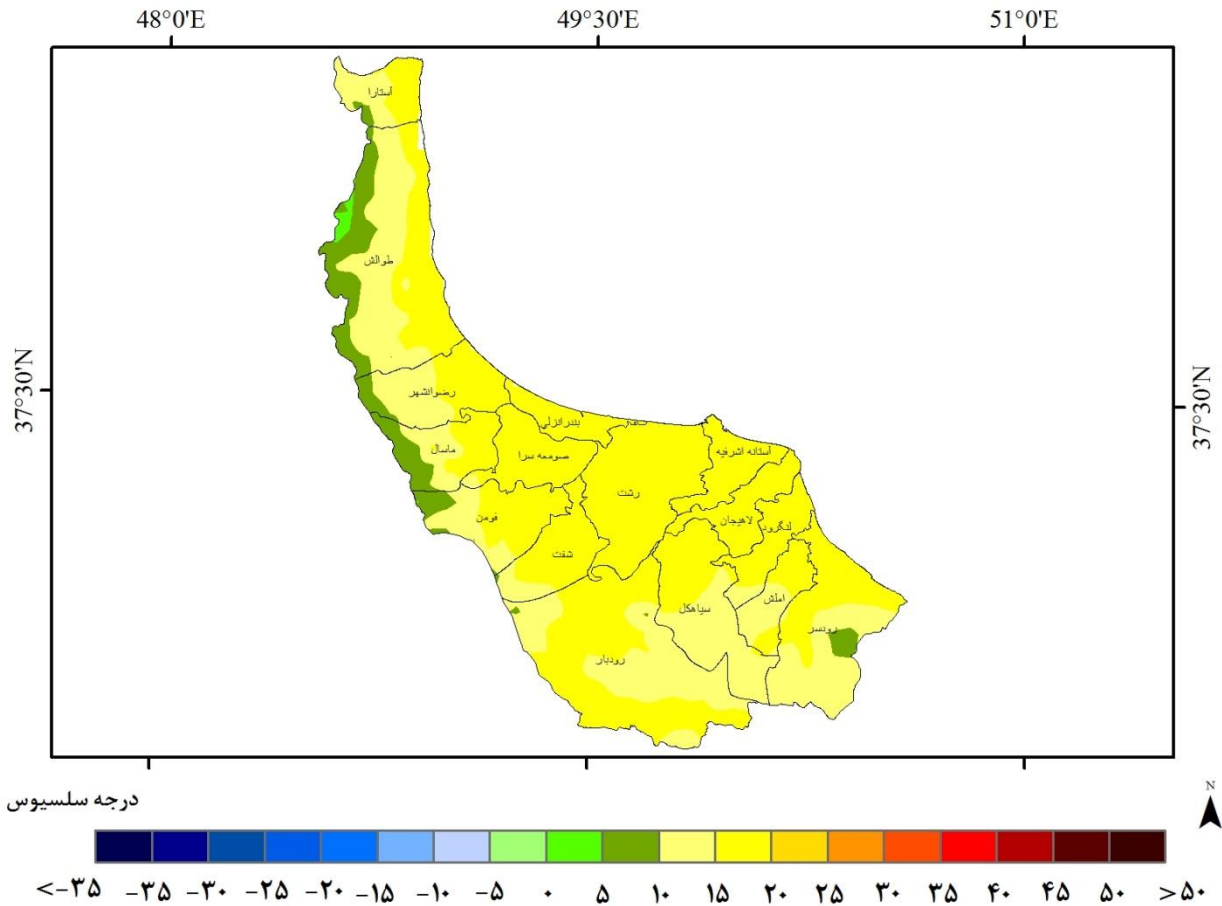 48°0'E 49°30'E 51°0'E
آستارا
طوالش
37°30'N 37°30'N
رضوانشهر
بندرانزلي
ماسال
صومعه سرا
آستانه اشرفیه
رشت
فومن
لاهیجان
لنگرود
شفت
املش
سیاهکل
رودسر
رودبار
درجه سلسیوس
N
<-۳۵ -۳۵ -۳۰ -۲۵ -۲۰ -۱۵ -۱۰ -۵ ۰ ۵ ۱۰ ۱۵ ۲۰ ۲۵ ۳۰ ۳۵ ۴۰ ۴۵ ۵۰ >۵۰